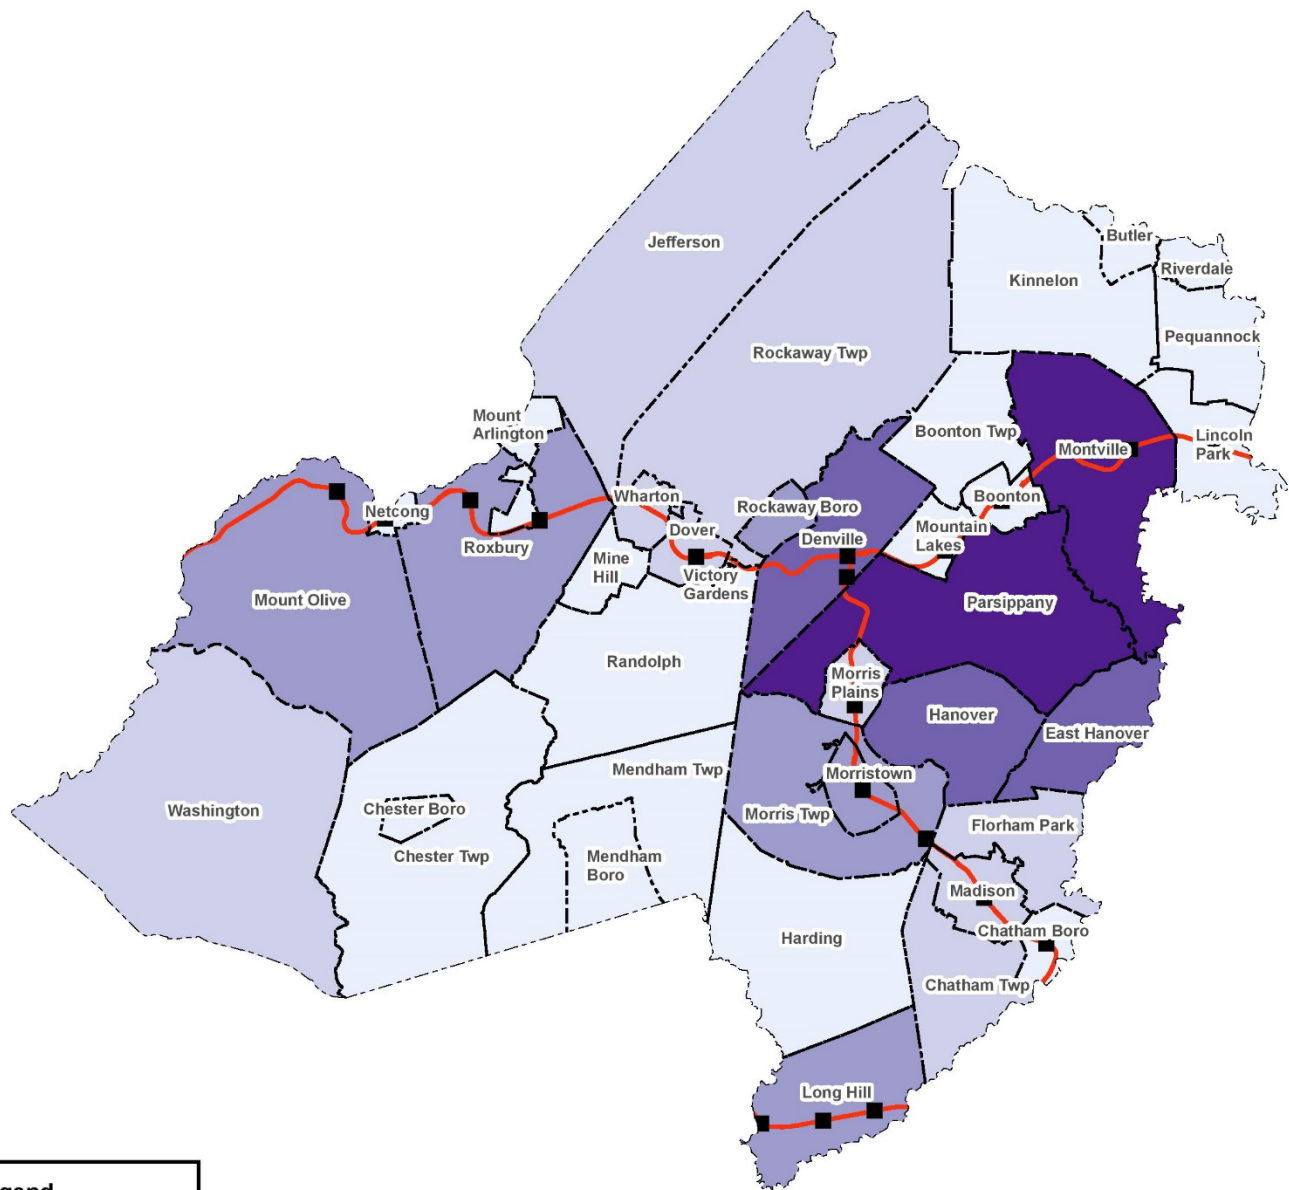 Jefferson
Butler
Riverdale
Kinnelon
Pequannock
Rockaway Twp
Mount
Arlington
Boonton Twp
Lincoln
Park
Montville
Netcong
Wharton
Boonton
Rockaway Boro
Roxbury
Dover
Denville
Mountain
Lakes
Mine
Hill
Victory
Gardens
Mount Olive
Parsippany
Randolph
Morris
Plains
Hanover
East Hanover
Mendham Twp
Morristown
Washington
Chester Boro
Morris Twp
Florham Park
Chester Twp
Mendham
Boro
Madison
Harding
Chatham Boro
Chatham Twp
Long Hill